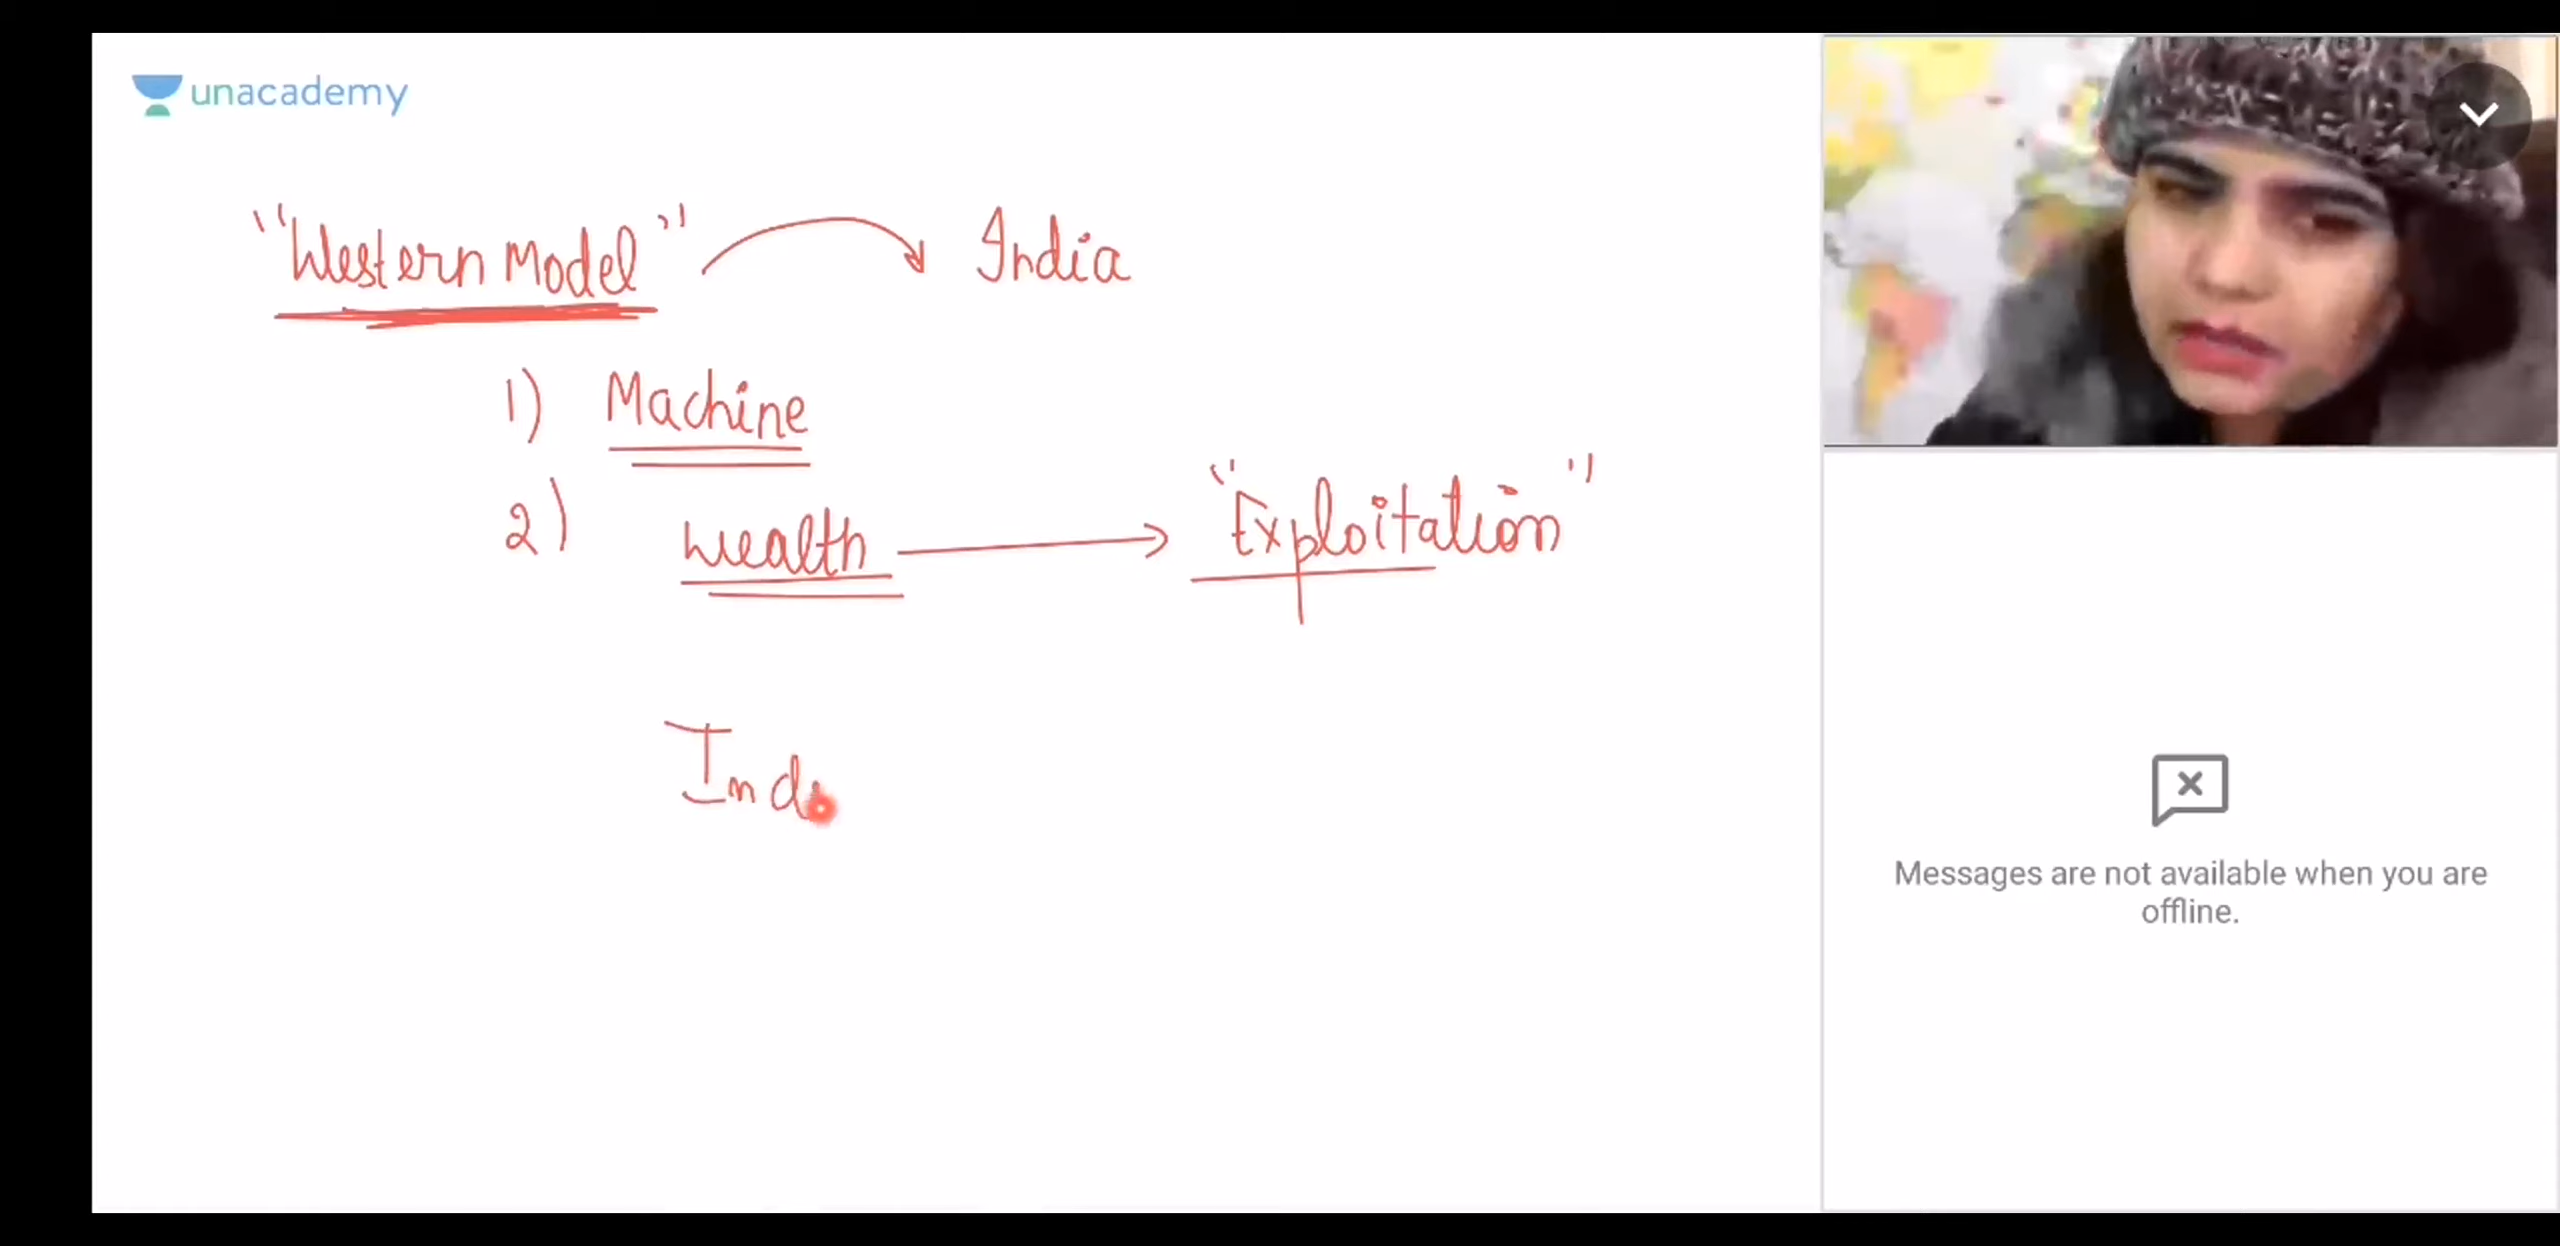 unacademy
"Western Model" India
1) Machine
2) Wealth "Exploitation"
Ind
Messages are not available when you are
offline.